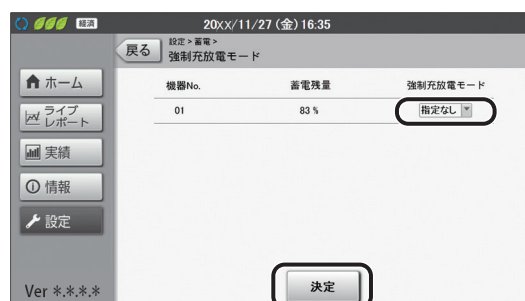 経済
20XX/11/27 (金) 16:35
戻る
設定 > 蓄電 >
強制充放電モード
ホーム
ライブ
レポート
実績
情報
設定
Ver *.*.*.*
機器No.
蓄電残量
強制充放電モード
01
83 %
指定なし
決定